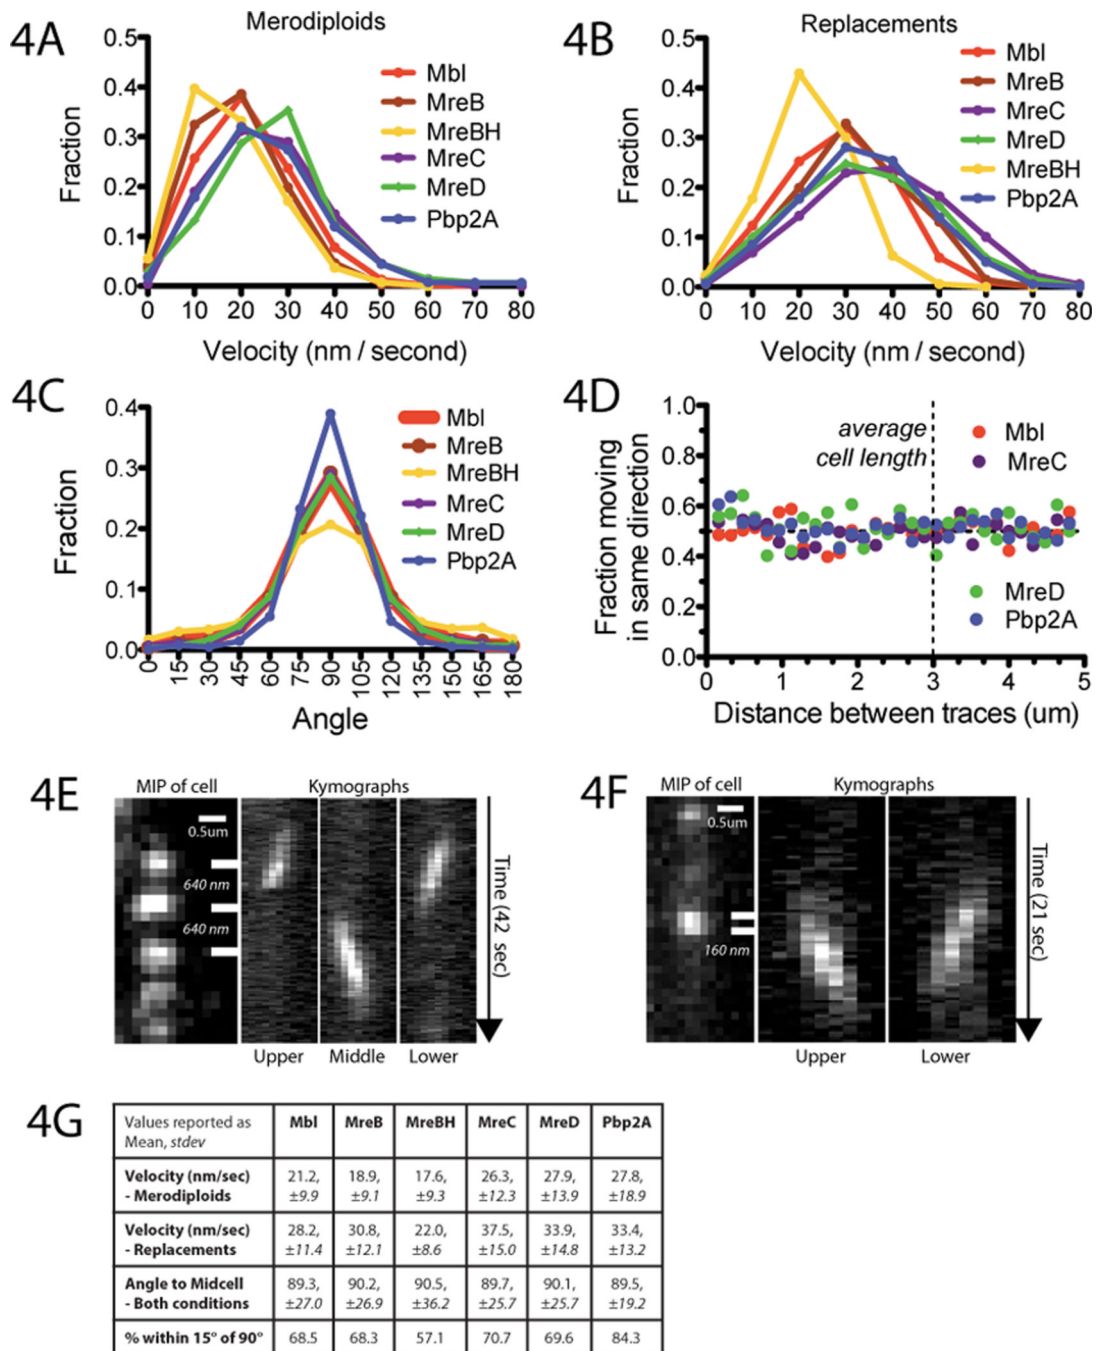 4A
Merodiploids
0.5
0.4
0.3
0.2
0.1
0.0
Fraction
0 10 20 30 40 50 60 70 80
Velocity (nm / second)
Mbl
MreB
MreBH
MreC
MreD
Pbp2A
4B
Replacements
0.5
0.4
0.3
0.2
0.1
0.0
Fraction
0 10 20 30 40 50 60 70 80
Velocity (nm / second)
Mbl
MreB
MreC
MreD
MreBH
Pbp2A
4C
0.4
0.3
0.2
0.1
0.0
Fraction
0 15 30 45 60 75 90 105 120 135 150 165 180
Angle
Mbl
MreB
MreBH
MreC
MreD
Pbp2A
4D
1.0
0.8
0.6
0.4
0.2
0.0
Fraction moving
in same direction
average
cell length
Mbl
MreC
MreD
Pbp2A
0 1 2 3 4 5
Distance between traces (um)
4E
MIP of cell
Kymographs
0.5um
640 nm
640 nm
Time (42 sec)
Upper Middle Lower
4F
MIP of cell
Kymographs
0.5um
160 nm
Time (21 sec)
Upper Lower
4G
Values reported as Mbl MreB MreBH MreC MreD Pbp2A
Mean, stdev
Velocity (nm/sec) 21.2, 18.9, 17.6, 26.3, 27.9, 27.8,
- Merodiploids ±9.9 ±9.1 ±9.3 ±12.3 ±13.9 ±18.9
Velocity (nm/sec) 28.2, 30.8, 22.0, 37.5, 33.9, 33.4,
- Replacements ±11.4 ±12.1 ±8.6 ±15.0 ±14.8 ±13.2
Angle to Midcell 89.3, 90.2, 90.5, 89.7, 90.1, 89.5,
- Both conditions ±27.0 ±26.9 ±36.2 ±25.7 ±25.7 ±19.2
% within 15° of 90° 68.5 68.3 57.1 70.7 69.6 84.3